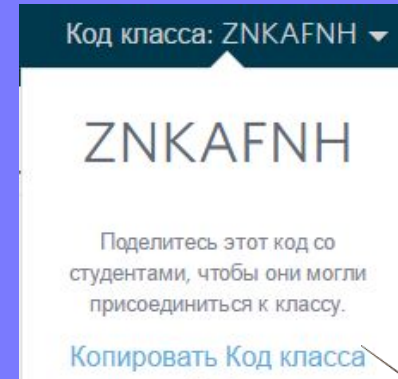 Код класса: ZNKAFNH
ZNKAFNH
Поделитесь этот код со
студентами, чтобы они могли
присоединиться к классу.
Копировать Код класса